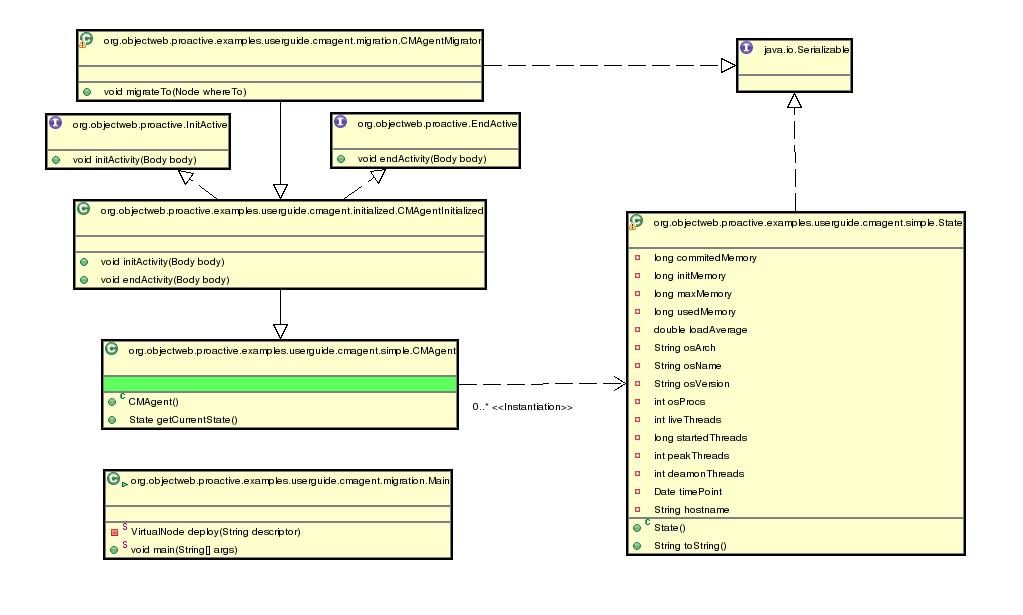 org.objectweb.proactive.examples.userguide.cmagent.migration.CMAgentMigrator
void migrateTo(Node whereTo)
java.io.Serializable
org.objectweb.proactive.InitActive
void initActivity(Body body)
org.objectweb.proactive.EndActive
void endActivity(Body body)
org.objectweb.proactive.examples.userguide.cmagent.initialized.CMAgentInitialized
void initActivity(Body body)
void endActivity(Body body)
org.objectweb.proactive.examples.userguide.cmagent.simple.CMAgent
CMAgent()
State getCurrentState()
0..* <<Instantiation>>
org.objectweb.proactive.examples.userguide.cmagent.migration.Main
VirtualNode deploy(String descriptor)
void main(String[] args)
org.objectweb.proactive.examples.userguide.cmagent.simple.State
long commitedMemory
long initMemory
long maxMemory
long usedMemory
double loadAverage
String osArch
String osName
String osVersion
int osProcs
int liveThreads
long startedThreads
int peakThreads
int deamonThreads
Date timePoint
String hostname
State()
String toString()